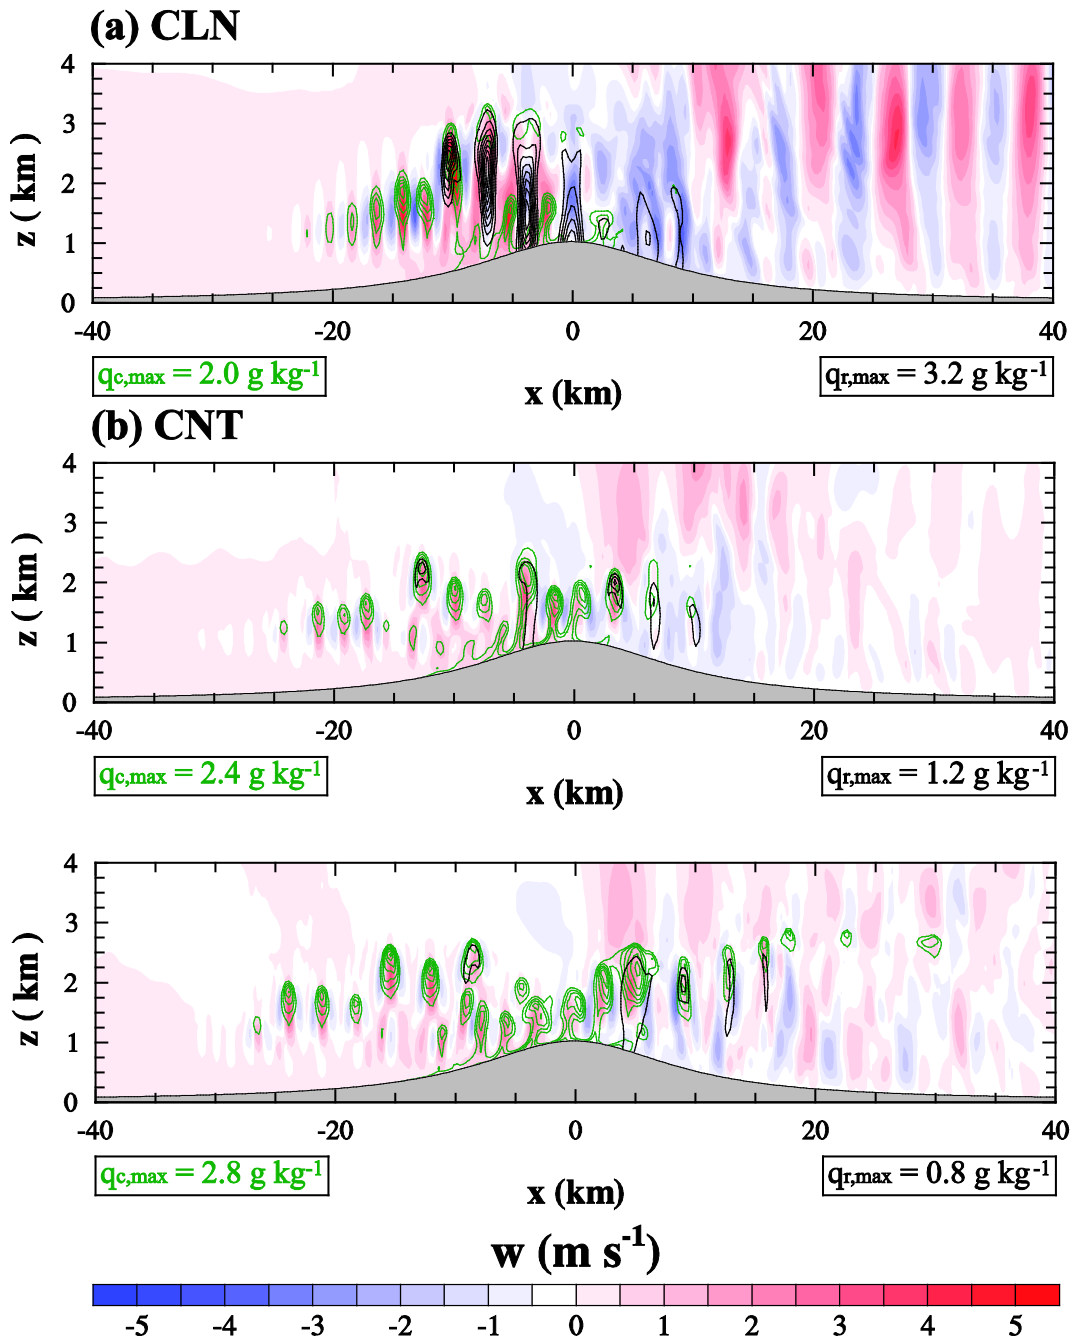 (a) CLN
4
3
2
1
0
z ( km )
-40 -20 0 20 40
qc,max = 2.0 g kg-1
x (km)
qr,max = 3.2 g kg-1
(b) CNT
4
3
2
1
0
z ( km )
-40 -20 0 20 40
qc,max = 2.4 g kg-1
x (km)
qr,max = 1.2 g kg-1
4
3
2
1
0
z ( km )
-40 -20 0 20 40
qc,max = 2.8 g kg-1
x (km)
qr,max = 0.8 g kg-1
w (m s-1)
-5 -4 -3 -2 -1 0 1 2 3 4 5